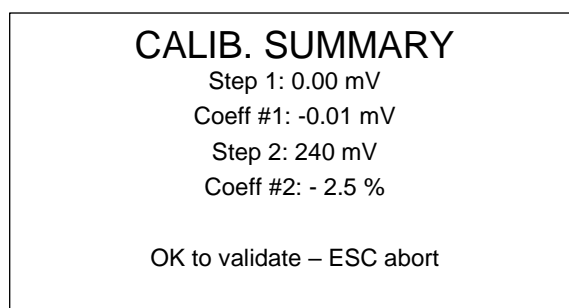 CALIB. SUMMARY
Step 1: 0.00 mV
Coeff #1: -0.01 mV
Step 2: 240 mV
Coeff #2: - 2.5 %
OK to validate – ESC abort